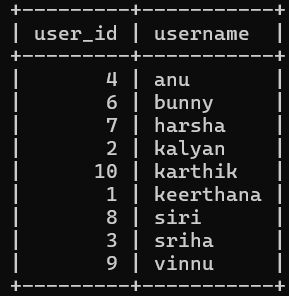 +---------+-----------+
| user_id | username  |
+---------+-----------+
|       4 | anu       |
|       6 | bunny     |
|       7 | harsha    |
|       2 | kalyan    |
|      10 | karthik   |
|       1 | keerthana |
|       8 | siri      |
|       3 | sriha     |
|       9 | vinnu     |
+---------+-----------+